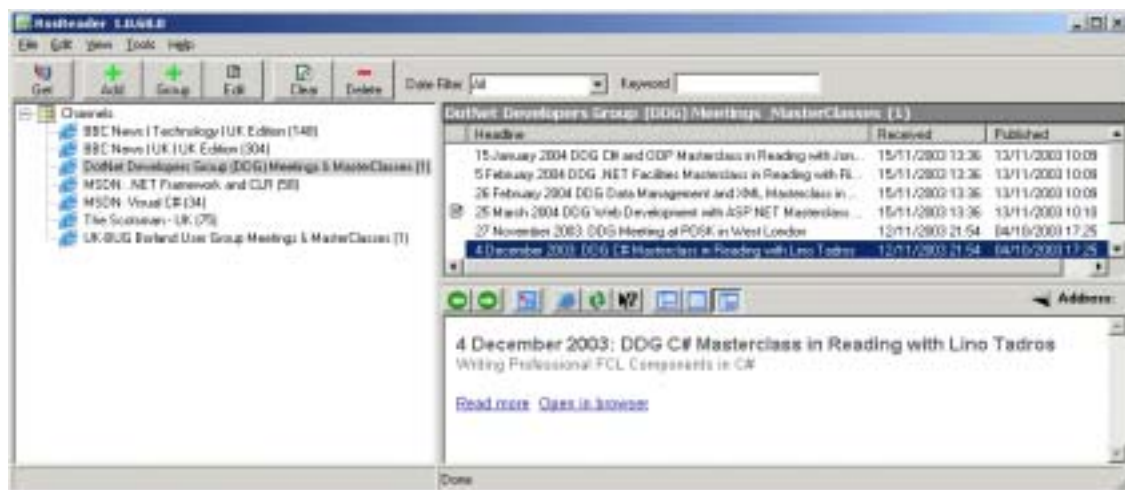 RssReader 1.0.68.0
File Edit View Tools Help
Get Add Group Edit Clear Delete Date Filter All Keyword
Channels
BBC News | Technology | UK Edition (148)
BBC News | UK | UK Edition (304)
DotNet Developers Group (DDG) Meetings & MasterClasses (1)
MSDN: .NET Framework and CLR (58)
MSDN: Visual C# (34)
The Scotsman - UK (75)
UK-BUG Borland User Group Meetings & MasterClasses (1)
DotNet Developers Group (DDG) Meetings MasterClasses (1)
Headline Received Published
15 January 2004 DDG C# and OOP Masterclass in Reading with Jon... 15/11/2003 13:36 13/11/2003 10:09
5 February 2004 DDG .NET Facilities Masterclass in Reading with Ri... 15/11/2003 13:36 13/11/2003 10:09
26 February 2004 DDG Data Management and XML Masterclass in ... 15/11/2003 13:36 13/11/2003 10:09
25 March 2004 DDG Web Development with ASP.NET Masterclass ... 15/11/2003 13:36 13/11/2003 10:10
27 November 2003: DDG Meeting at POSK in West London 12/11/2003 21:54 04/10/2003 17:25
4 December 2003: DDG C# Masterclass in Reading with Lino Tadros 12/11/2003 21:54 04/10/2003 17:25
Address:
4 December 2003: DDG C# Masterclass in Reading with Lino Tadros
Writing Professional FCL Components in C#
Read more Open in browser
Done